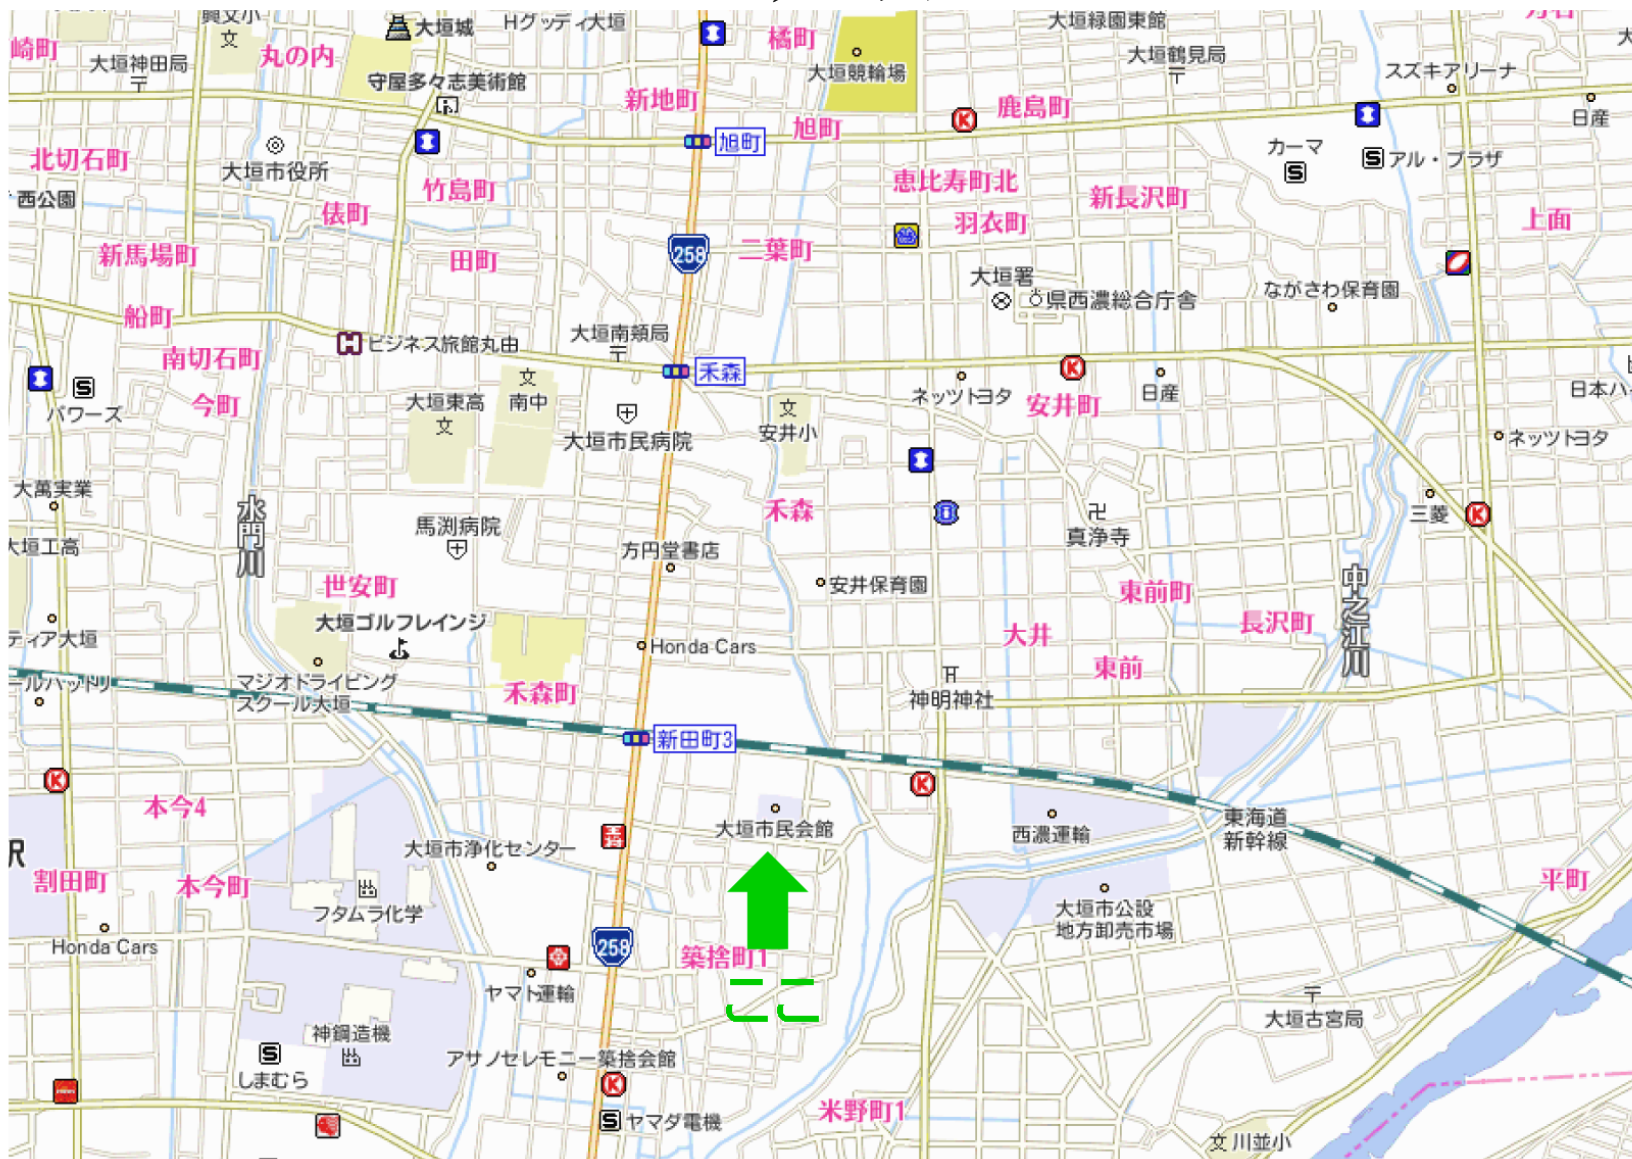 興文小
大垣城
Hグッディ大垣
橘町
大垣緑園東館
崎町
大垣神田局
丸の内
守屋多々志美術館
新地町
大垣競輪場
大垣鶴見局
スズキアリーナ
鹿島町
日産
旭町
旭町
北切石町
大垣市役所
カーマ
アル・プラザ
西公園
竹島町
恵比寿町北
新長沢町
俵町
羽衣町
上面
新馬場町
田町
258
二葉町
大垣署
県西濃総合庁舎
ながさわ保育園
船町
ビジネス旅館丸由
大垣南頬局
南切石町
禾森
パワーズ
今町
大垣東高
南中
大垣市民病院
安井小
ネッツトヨタ
安井町
日産
日本ハ
ネッツトヨタ
大萬実業
水門川
馬渕病院
禾森
真浄寺
三菱
大垣工高
方円堂書店
世安町
安井保育園
東前町
中之江川
ティア大垣
大垣ゴルフレインジ
Honda Cars
大井
長沢町
東前
ールハットリ
マジオドライビング
スクール大垣
禾森町
神明神社
新田町3
本今4
大垣市民会館
西濃運輸
東海道
新幹線
大垣市浄化センター
割田町
本今町
平町
フタムラ化学
大垣市公設
地方卸売市場
Honda Cars
258
築捨町1
ヤマト運輸
ここ
大垣古宮局
神鋼造機
しまむら
アサノセレモニー築捨会館
ヤマダ電機
米野町1
川並小